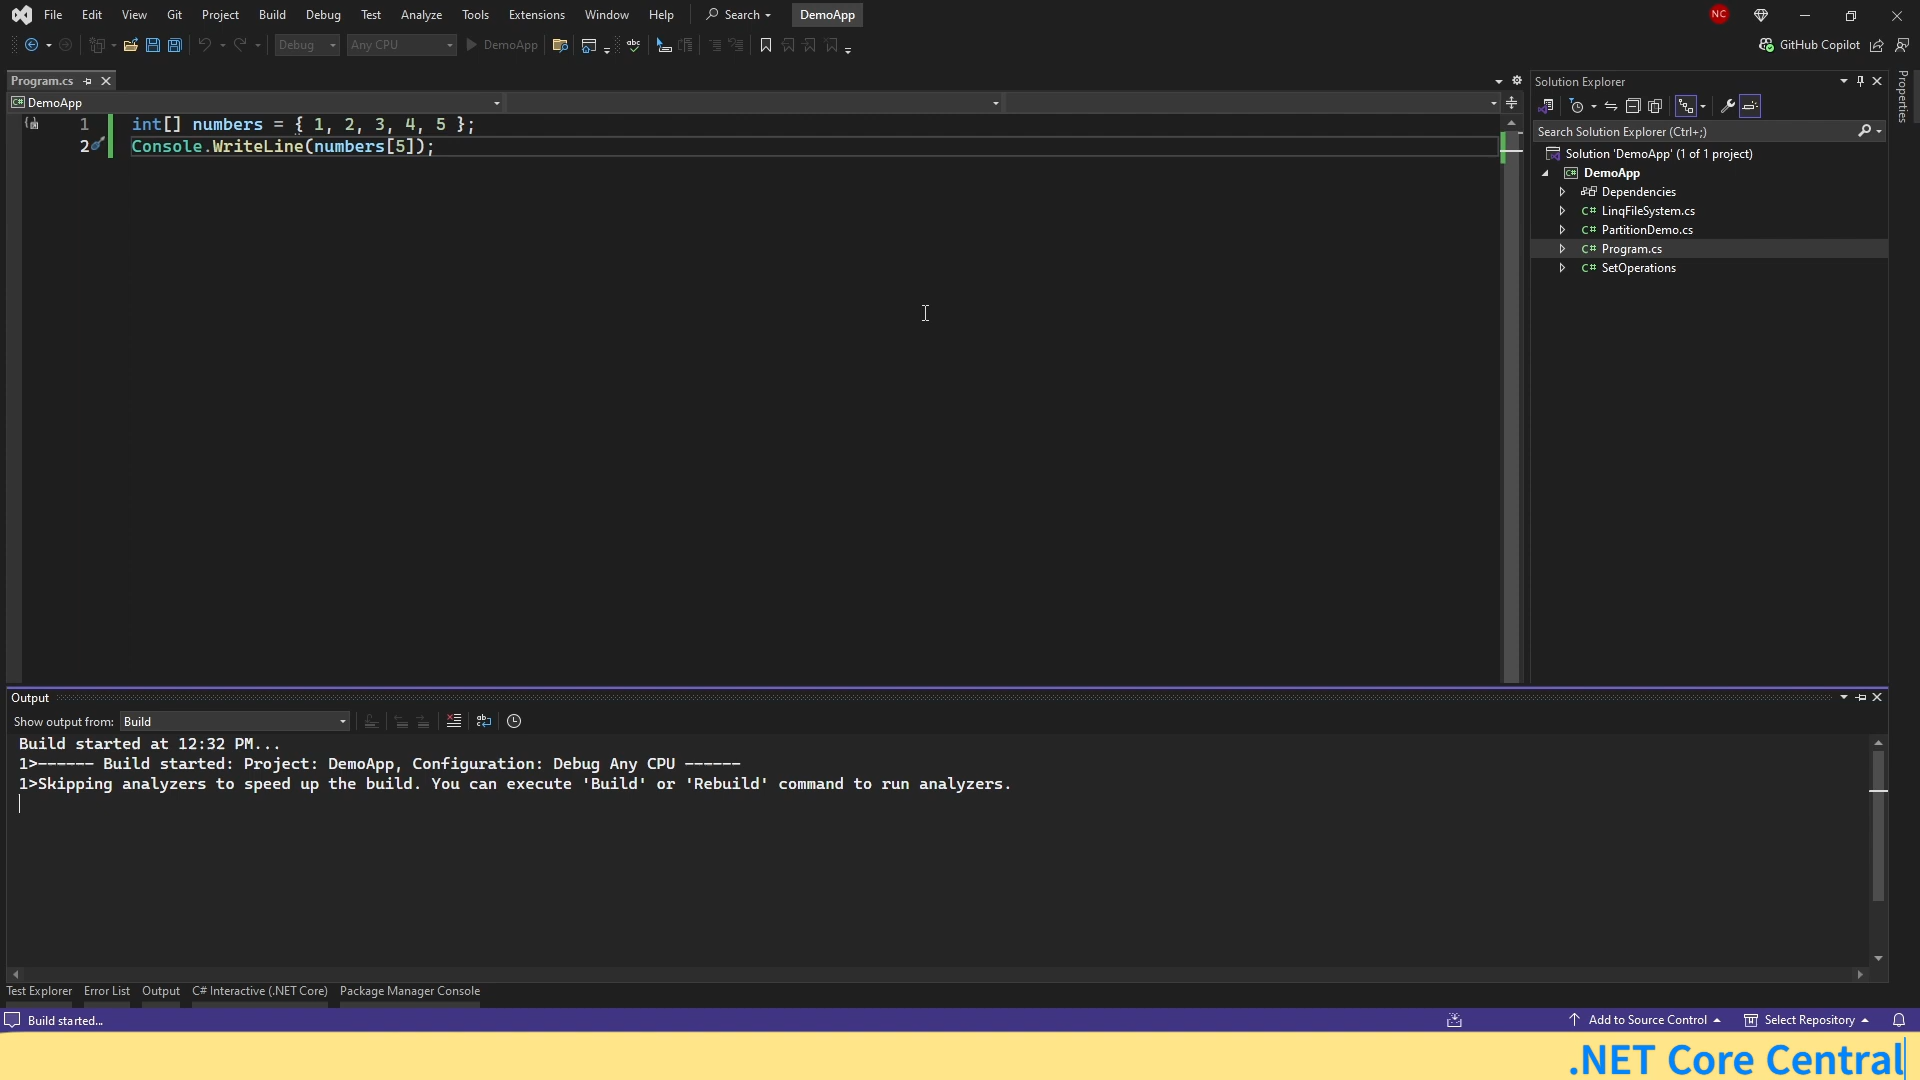 File Edit View Git Project Build Debug Test Analyze Tools Extensions Window Help Search DemoApp NC
Debug Any CPU DemoApp abc GitHub Copilot
Program.cs
Solution Explorer
Properties
C# DemoApp
Search Solution Explorer (Ctrl+;)
1 int[] numbers = { 1, 2, 3, 4, 5 };
2 Console.WriteLine(numbers[5]);
Solution 'DemoApp' (1 of 1 project)
C# DemoApp
Dependencies
C# LinqFileSystem.cs
C# PartitionDemo.cs
C# Program.cs
C# SetOperations
Output
Show output from: Build
Build started at 12:32 PM...
1>------ Build started: Project: DemoApp, Configuration: Debug Any CPU ------
1>Skipping analyzers to speed up the build. You can execute 'Build' or 'Rebuild' command to run analyzers.
Test Explorer Error List Output C# Interactive (.NET Core) Package Manager Console
Build started... Add to Source Control Select Repository
.NET Core Central